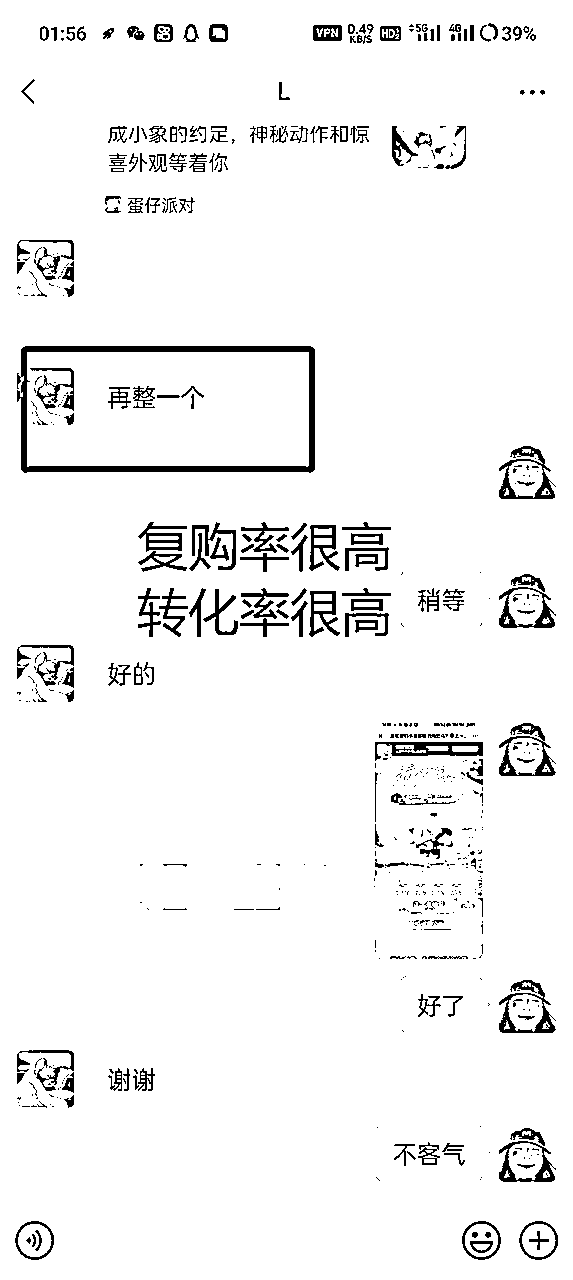 01:56
VPN 0.49 KB/S HD 5G 4G 39%
L
成小象的约定，神秘动作和惊
喜外观等着你
蛋仔派对
再整一个
复购率很高
转化率很高
稍等
好的
好了
谢谢
不客气